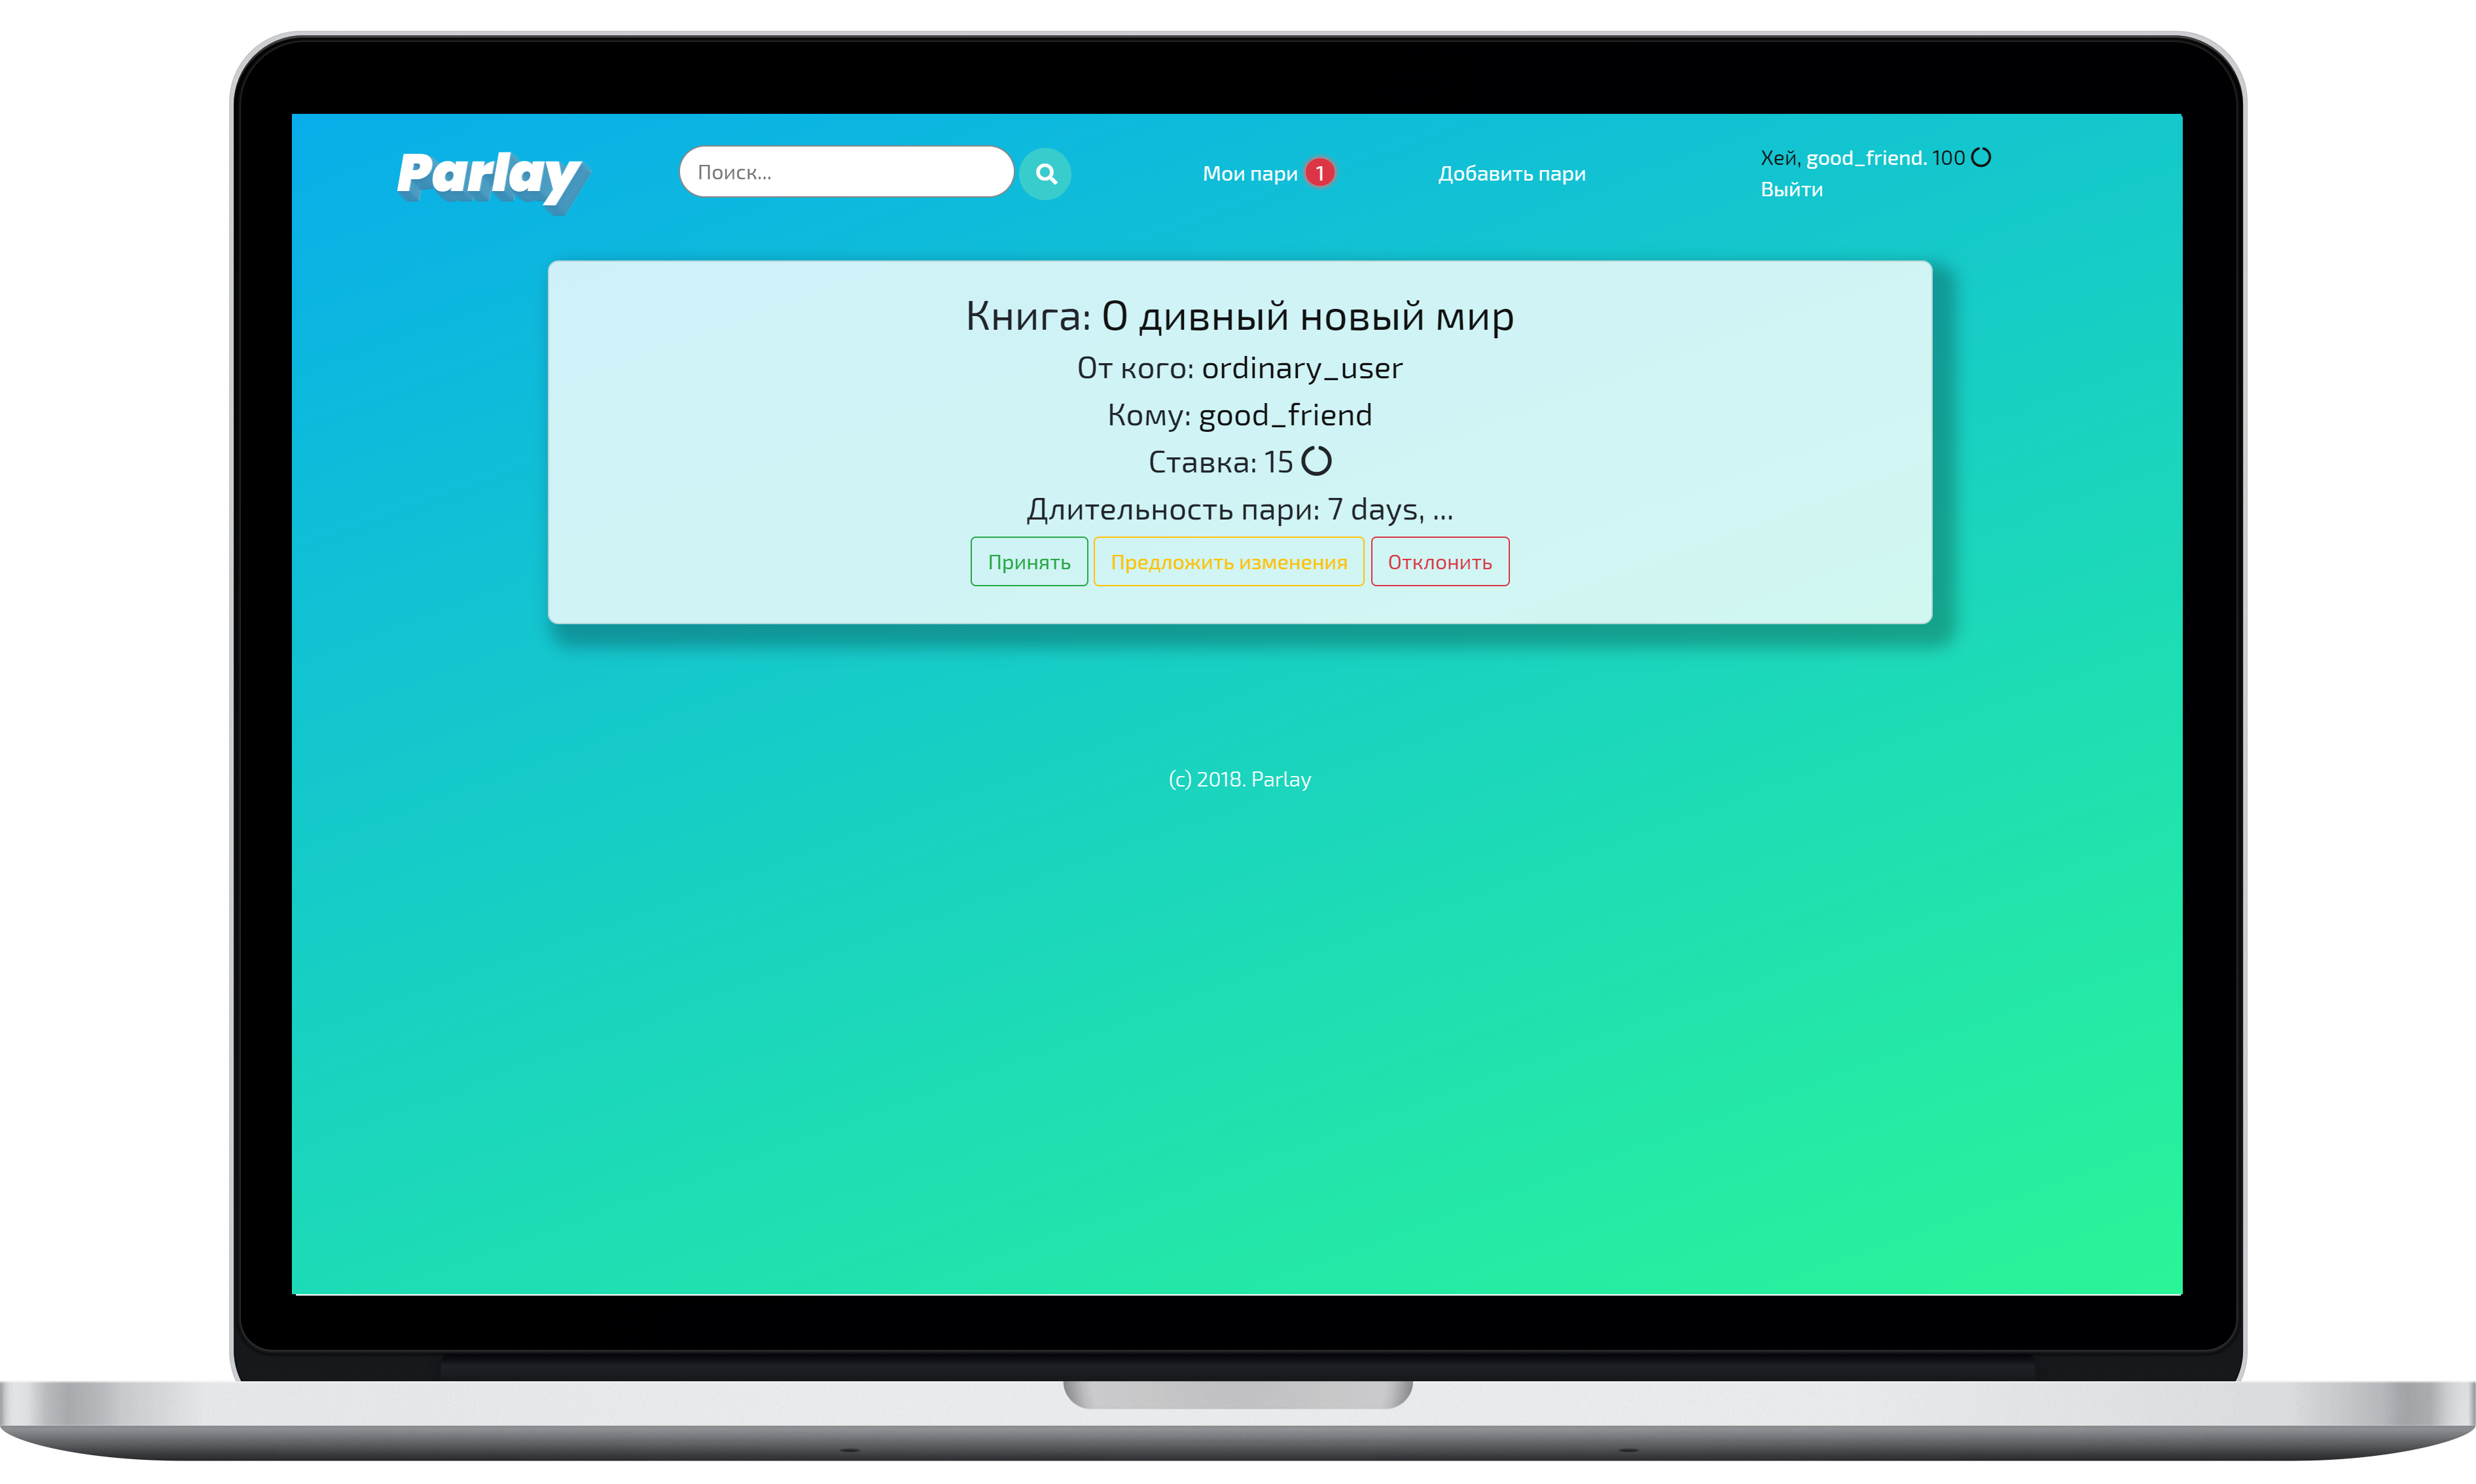 Parlay
Поиск...
Мои пари 1
Добавить пари
Хей, good_friend. 100
Выйти
Книга: О дивный новый мир
От кого: ordinary_user
Кому: good_friend
Ставка: 15
Длительность пари: 7 days, ...
Принять
Предложить изменения
Отклонить
(c) 2018. Parlay